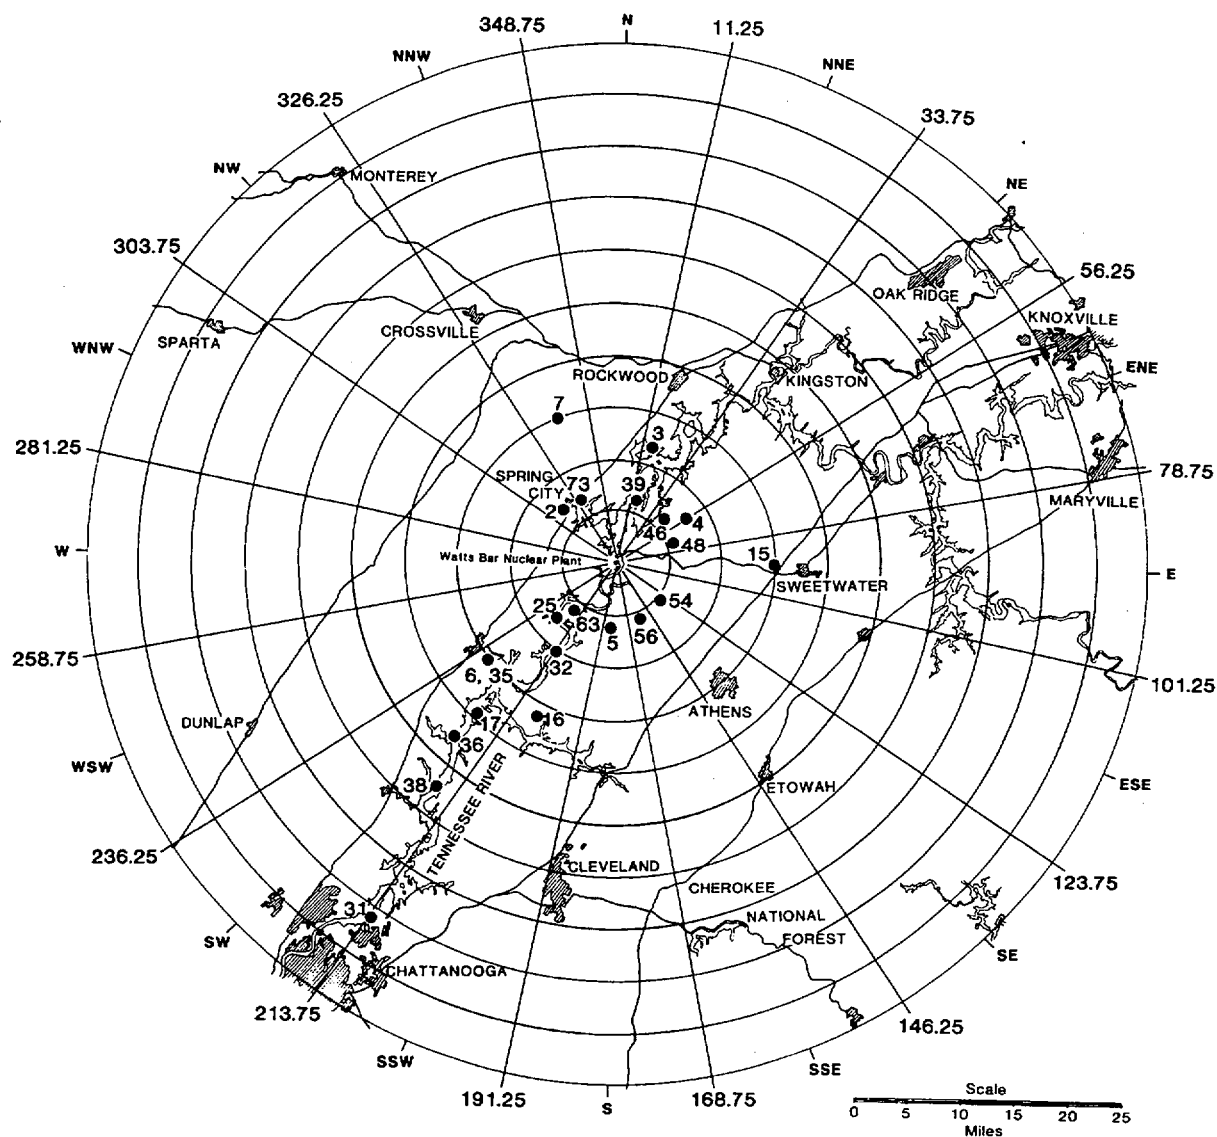 N
348.75
11.25
NNW
NNE
326.25
33.75
NW
MONTEREY
NE
303.75
56.25
OAK RIDGE
KNOXVILLE
SPARTA
CROSSVILLE
WNW
ENE
ROCKWOOD
KINGSTON
7
281.25
3
78.75
SPRING
CITY
73
39
MARYVILLE
2
46
4
48
W
Watts Bar Nuclear Plant
15
E
SWEETWATER
25
63
54
5
56
258.75
32
6, 35
101.25
ATHENS
DUNLAP
17
16
36
WSW
38
TENNESSEE RIVER
ETOWAH
ESE
236.25
CLEVELAND
123.75
CHEROKEE
31
NATIONAL
SW
FOREST
SE
CHATTANOOGA
213.75
146.25
SSW
SSE
191.25
S
168.75
Scale
0 5 10 15 20 25
Miles